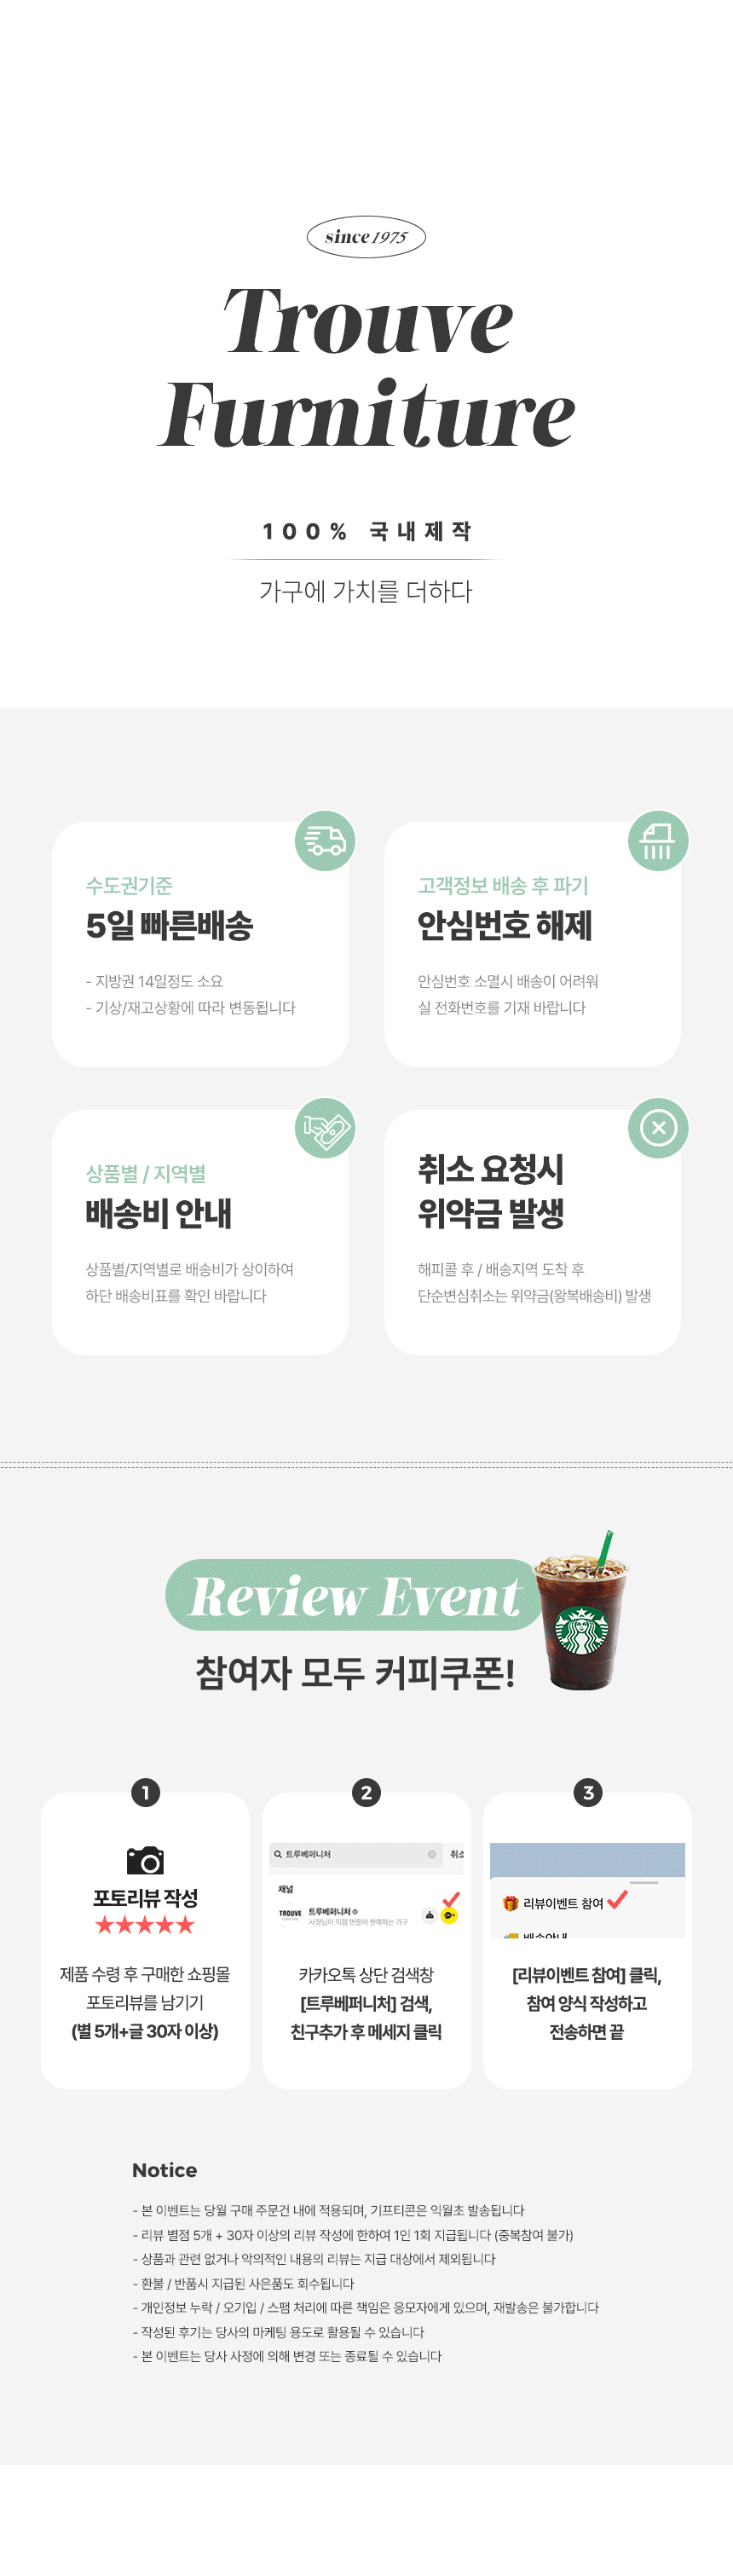 since 1975
Trouve
Furniture
100% 국내제작
가구에 가치를 더하다
수도권기준
5일 빠른배송
- 지방권 14일정도 소요
- 기상/재고상황에 따라 변동됩니다
고객정보 배송 후 파기
안심번호 해제
안심번호 소멸시 배송이 어려워
실 전화번호를 기재 바랍니다
상품별 / 지역별
배송비 안내
상품별/지역별로 배송비가 상이하여
하단 배송비표를 확인 바랍니다
취소 요청시
위약금 발생
해피콜 후 / 배송지역 도착 후
단순변심취소는 위약금(왕복배송비) 발생
Review Event
참여자 모두 커피쿠폰!
1
포토리뷰 작성
제품 수령 후 구매한 쇼핑몰
포토리뷰를 남기기
(별 5개+글 30자 이상)
2
트루베퍼니처
취소
채널
TROUVE
트루베퍼니처
사장님이 직접 만들어 판매하는 가구
카카오톡 상단 검색창
[트루베퍼니처] 검색,
친구추가 후 메세지 클릭
3
리뷰이벤트 참여
배송안내
[리뷰이벤트 참여] 클릭,
참여 양식 작성하고
전송하면 끝
Notice
- 본 이벤트는 당월 구매 주문건 내에 적용되며, 기프티콘은 익월초 발송됩니다
- 리뷰 별점 5개 + 30자 이상의 리뷰 작성에 한하여 1인 1회 지급됩니다 (중복참여 불가)
- 상품과 관련 없거나 악의적인 내용의 리뷰는 지급 대상에서 제외됩니다
- 환불 / 반품시 지급된 사은품도 회수됩니다
- 개인정보 누락 / 오기입 / 스팸 처리에 따른 책임은 응모자에게 있으며, 재발송은 불가합니다
- 작성된 후기는 당사의 마케팅 용도로 활용될 수 있습니다
- 본 이벤트는 당사 사정에 의해 변경 또는 종료될 수 있습니다